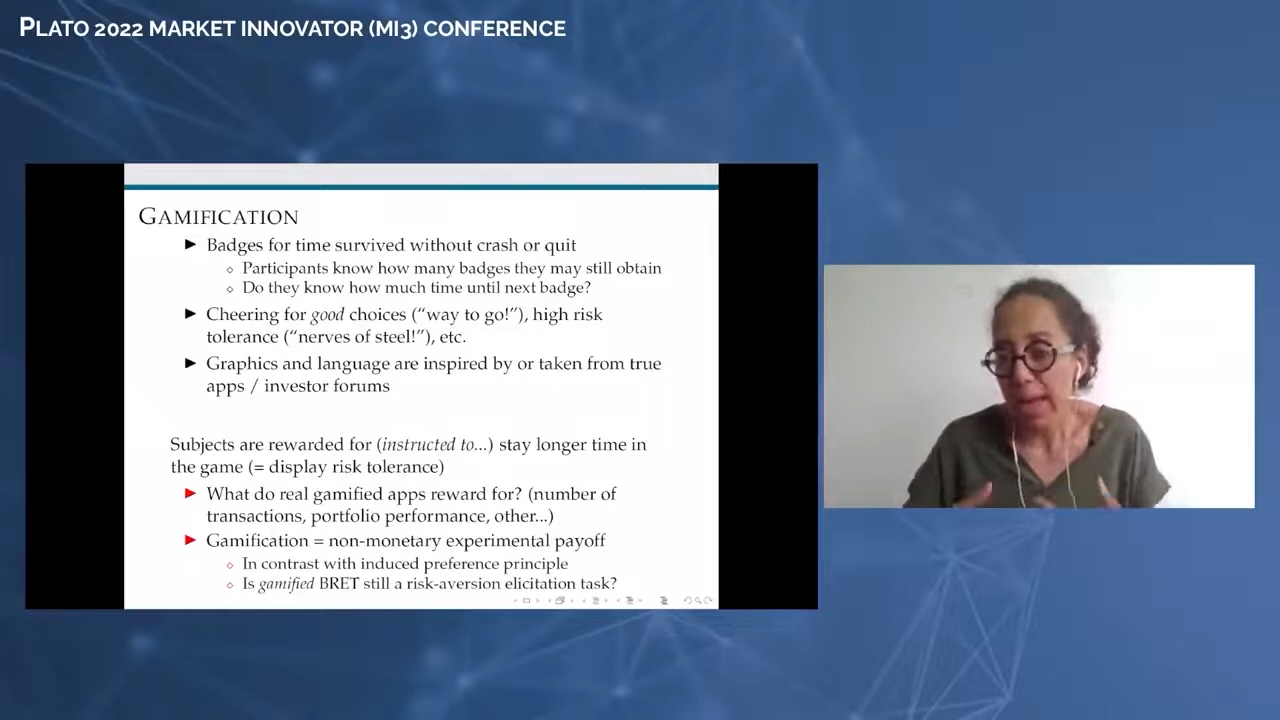 PLATO 2022 MARKET INNOVATOR (MI3) CONFERENCE
GAMIFICATION
Badges for time survived without crash or quit
Participants know how many badges they may still obtain
Do they know how much time until next badge?
Cheering for good choices (“way to go!”), high risk
tolerance (“nerves of steel!”), etc.
Graphics and language are inspired by or taken from true
apps / investor forums
Subjects are rewarded for (instructed to...) stay longer time in
the game (= display risk tolerance)
What do real gamified apps reward for? (number of
transactions, portfolio performance, other...)
Gamification = non-monetary experimental payoff
In contrast with induced preference principle
Is gamified BRET still a risk-aversion elicitation task?